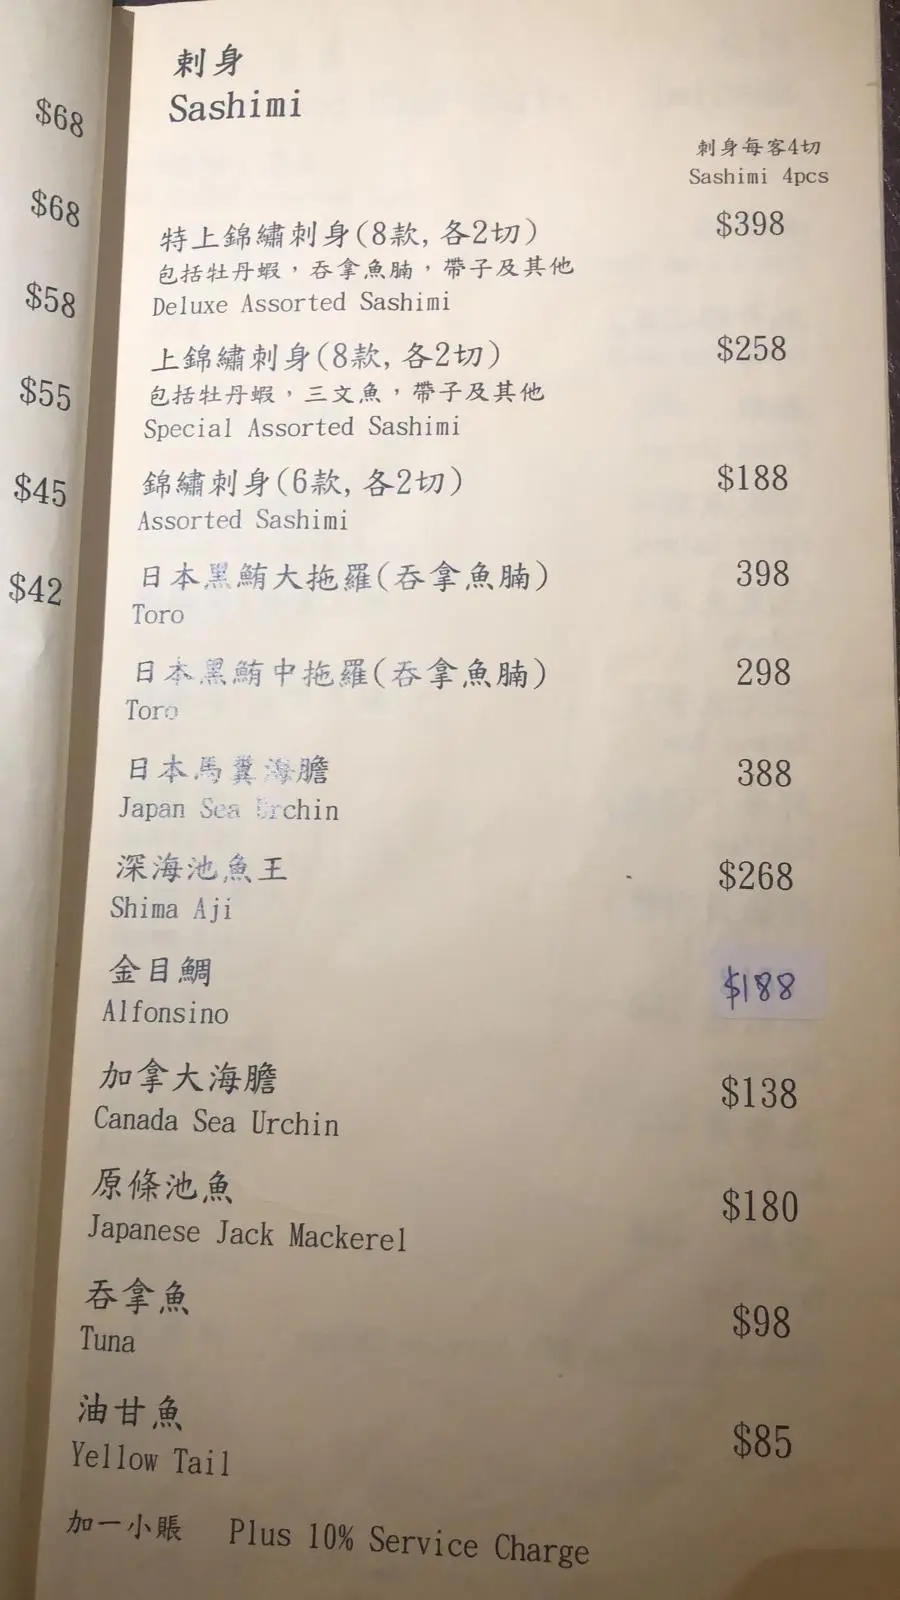 $68
$68
$58
$55
$45
$42
刺身
Sashimi
刺身每客4切
Sashimi 4pcs
特上錦繡刺身(8款,各2切) $398
包括牡丹蝦，吞拿魚腩，帶子及其他
Deluxe Assorted Sashimi
上錦繡刺身(8款,各2切) $258
包括牡丹蝦，三文魚，帶子及其他
Special Assorted Sashimi
錦繡刺身(6款,各2切) $188
Assorted Sashimi
日本黑鮪大拖羅(吞拿魚腩) 398
Toro
日本黑鮪中拖羅(吞拿魚腩) 298
Toro
日本馬糞海膽 388
Japan Sea Urchin
深海池魚王 $268
Shima Aji
金目鯛 $188
Alfonsino
加拿大海膽 $138
Canada Sea Urchin
原條池魚 $180
Japanese Jack Mackerel
吞拿魚 $98
Tuna
油甘魚 $85
Yellow Tail
加一小賬 Plus 10% Service Charge